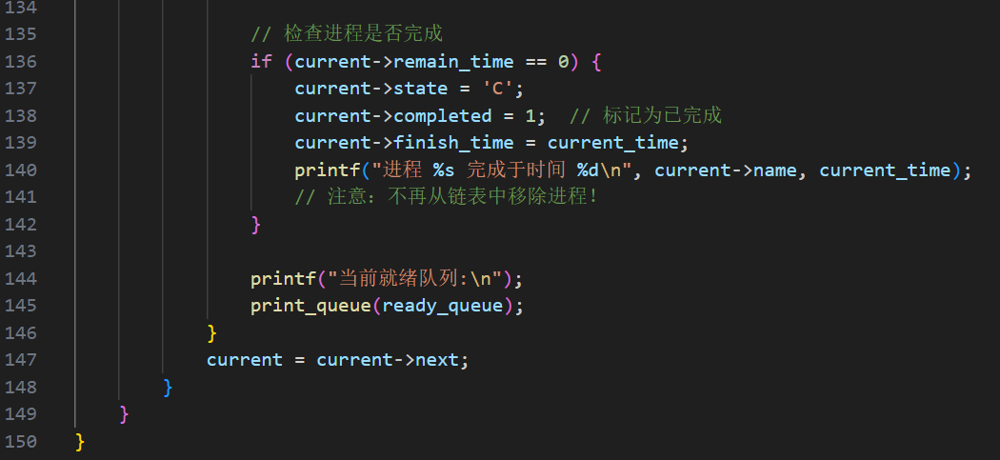 134
135 // 检查进程是否完成
136 if (current->remain_time == 0) {
137 current->state = 'C';
138 current->completed = 1;  // 标记为已完成
139 current->finish_time = current_time;
140 printf("进程 %s 完成于时间 %d\n", current->name, current_time);
141 // 注意：不再从链表中移除进程！
142 }
143
144 printf("当前就绪队列:\n");
145 print_queue(ready_queue);
146 }
147 current = current->next;
148 }
149 }
150 }